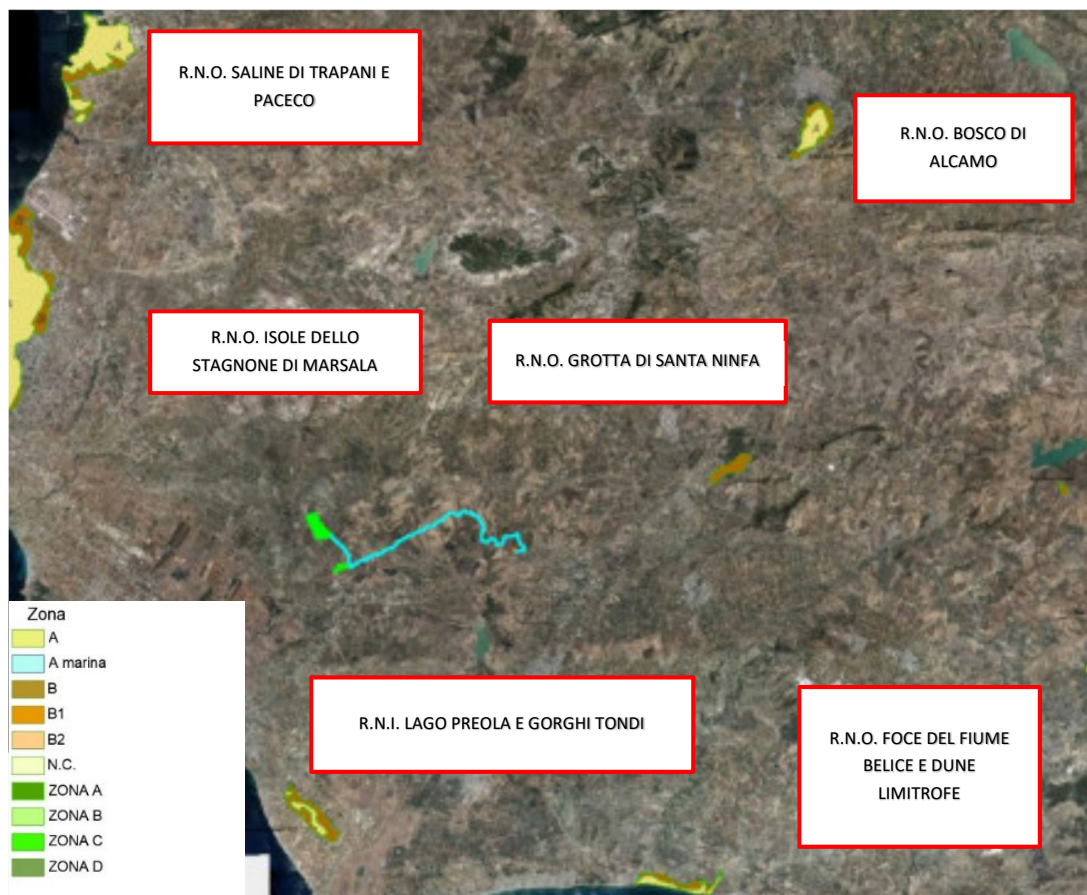 R.N.O. SALINE DI TRAPANI E
PACECO
R.N.O. BOSCO DI
ALCAMO
R.N.O. ISOLE DELLO
STAGNONE DI MARSALA
R.N.O. GROTTA DI SANTA NINFA
R.N.I. LAGO PREOLA E GORGHI TONDI
R.N.O. FOCE DEL FIUME
BELICE E DUNE
LIMITROFE
Zona
A
A marina
B
B1
B2
N.C.
ZONA A
ZONA B
ZONA C
ZONA D